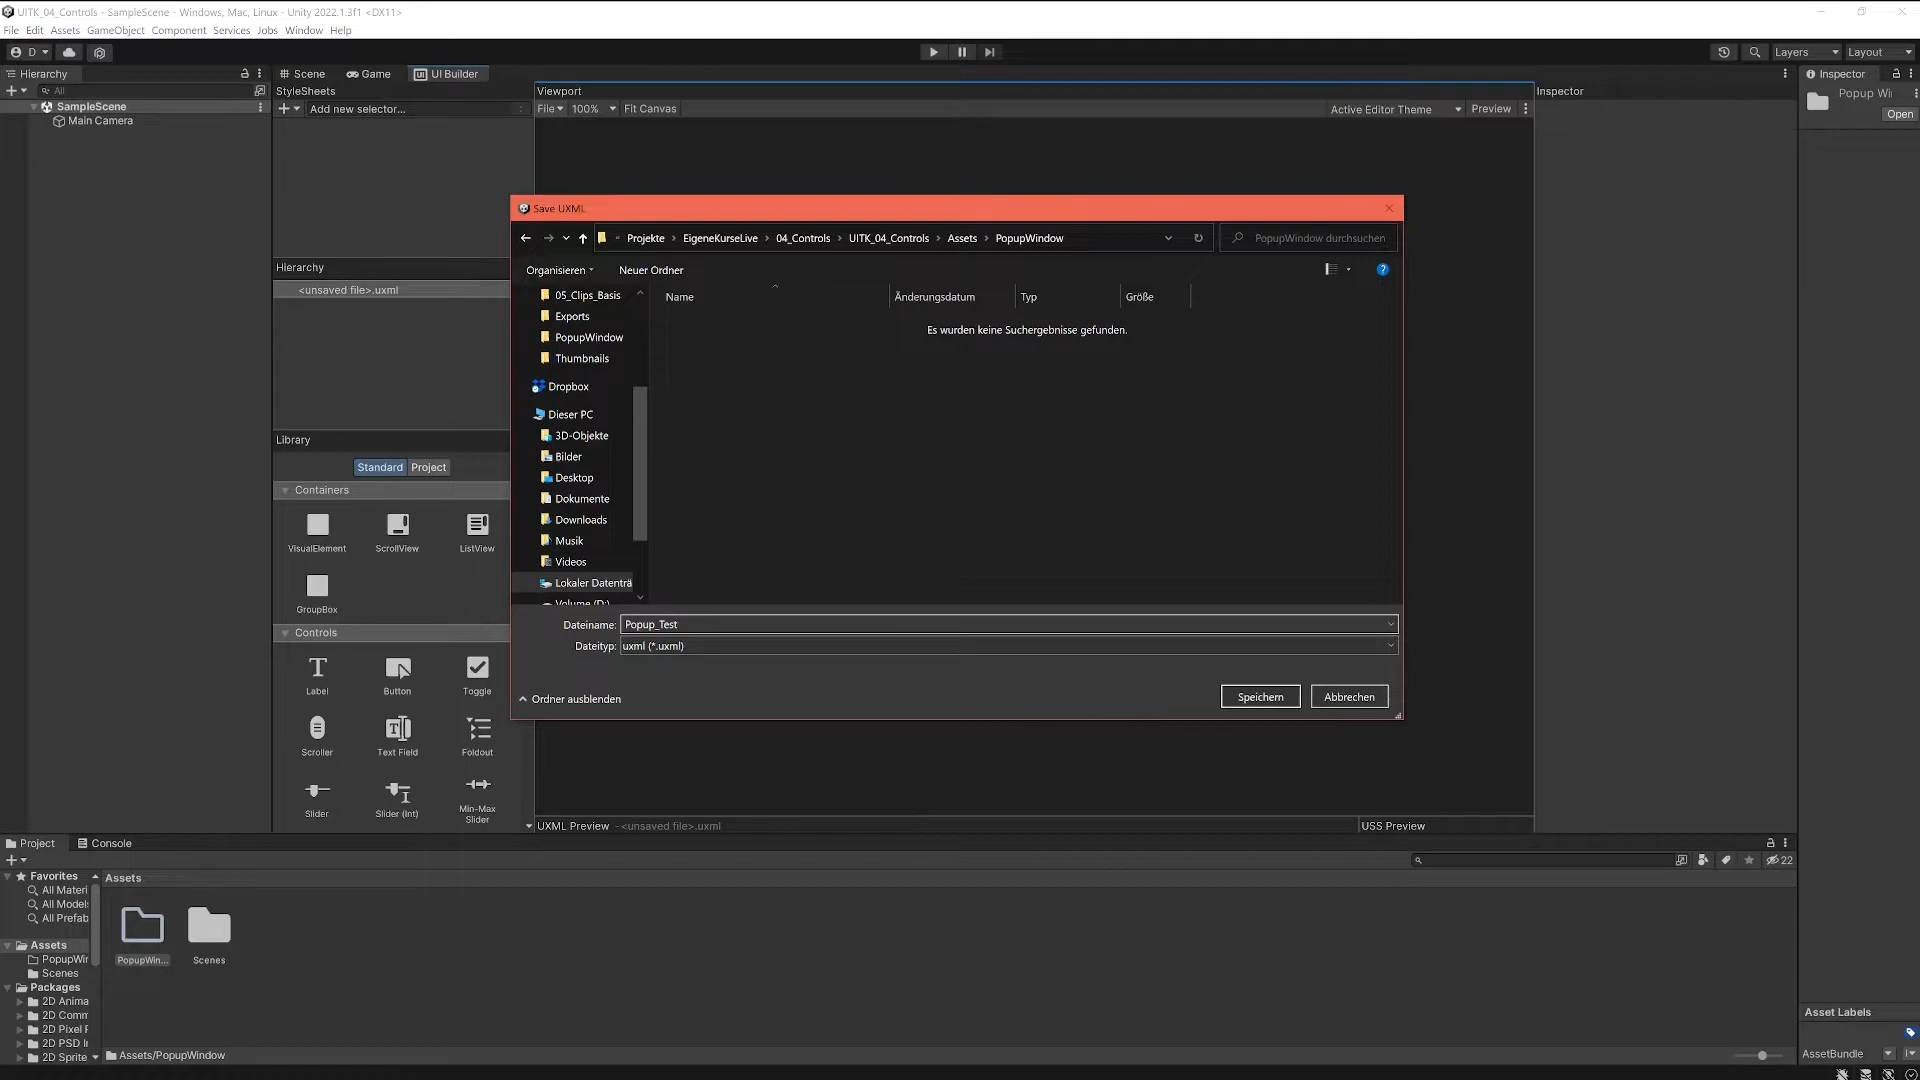 UITK_04_Controls - SampleScene - Windows, Mac, Linux - Unity 2022.1.3f1 <DX11>
File Edit Assets GameObject Component Services Jobs Window Help
D
Layers
Layout
Hierarchy
All
SampleScene
Main Camera
Scene
Game
UI Builder
StyleSheets
Add new selector...
Hierarchy
<unsaved file>.uxml
Library
Standard
Project
Containers
VisualElement
ScrollView
ListView
GroupBox
Controls
Label
Button
Toggle
Scroller
Text Field
Foldout
Slider
Slider (Int)
Min-Max
Slider
Viewport
File
100%
Fit Canvas
Active Editor Theme
Preview
Save UXML
Projekte
EigeneKurseLive
04_Controls
UITK_04_Controls
Assets
PopupWindow
PopupWindow durchsuchen
Organisieren
Neuer Ordner
05_Clips_Basis
Exports
PopupWindow
Thumbnails
Dropbox
Dieser PC
3D-Objekte
Bilder
Desktop
Dokumente
Downloads
Musik
Videos
Lokaler Datenträ
Volume (D:)
Name
Änderungsdatum
Typ
Größe
Es wurden keine Suchergebnisse gefunden.
Dateiname: Popup_Test
Dateityp: uxml (*.uxml)
Ordner ausblenden
Speichern
Abbrechen
UXML Preview - <unsaved file>.uxml
USS Preview
Inspector
Inspector
Popup Wi
Open
Project
Console
22
Favorites
All Materi
All Models
All Prefab
Assets
PopupWin
Scenes
Packages
2D Anima
2D Comm
2D Pixel P
2D PSD I
2D Sprite
Assets
PopupWin...
Scenes
Assets/PopupWindow
Asset Labels
AssetBundle